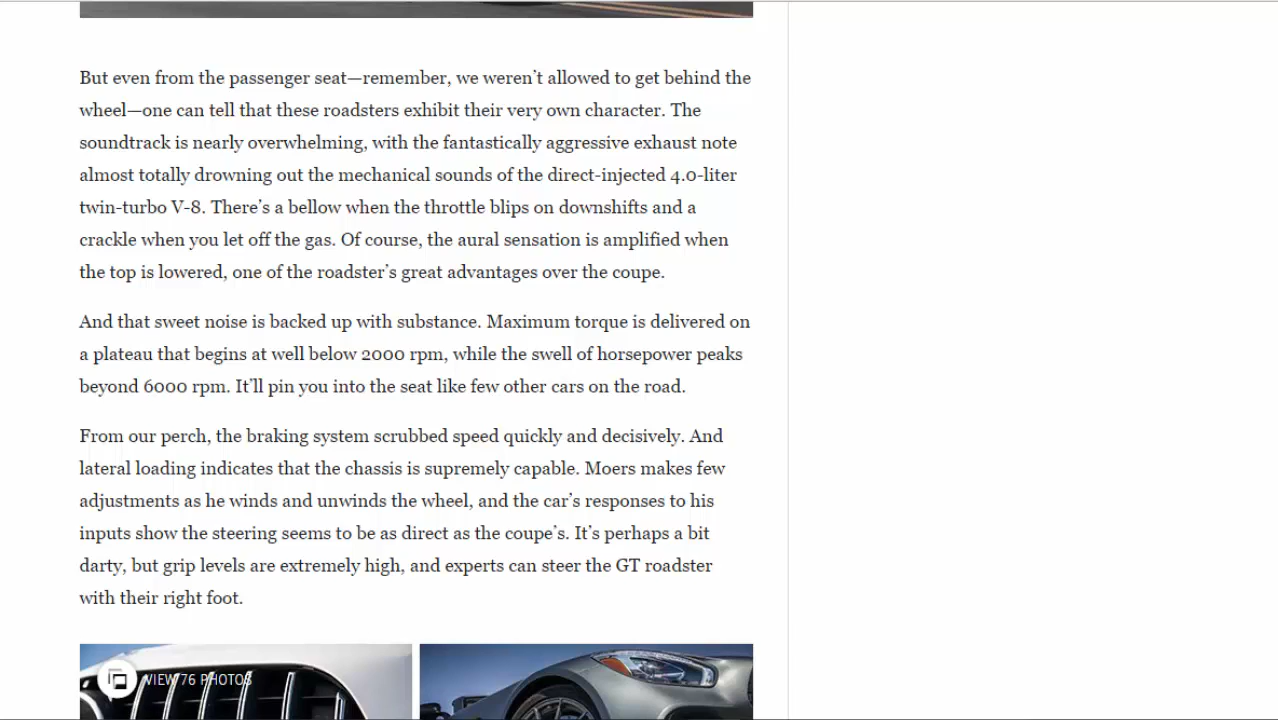 But even from the passenger seat—remember, we weren’t allowed to get behind the
wheel—one can tell that these roadsters exhibit their very own character. The
soundtrack is nearly overwhelming, with the fantastically aggressive exhaust note
almost totally drowning out the mechanical sounds of the direct-injected 4.0-liter
twin-turbo V-8. There’s a bellow when the throttle blips on downshifts and a
crackle when you let off the gas. Of course, the aural sensation is amplified when
the top is lowered, one of the roadster’s great advantages over the coupe.
And that sweet noise is backed up with substance. Maximum torque is delivered on
a plateau that begins at well below 2000 rpm, while the swell of horsepower peaks
beyond 6000 rpm. It’ll pin you into the seat like few other cars on the road.
From our perch, the braking system scrubbed speed quickly and decisively. And
lateral loading indicates that the chassis is supremely capable. Moers makes few
adjustments as he winds and unwinds the wheel, and the car’s responses to his
inputs show the steering seems to be as direct as the coupe’s. It’s perhaps a bit
darty, but grip levels are extremely high, and experts can steer the GT roadster
with their right foot.
VIEW 76 PHOTOS